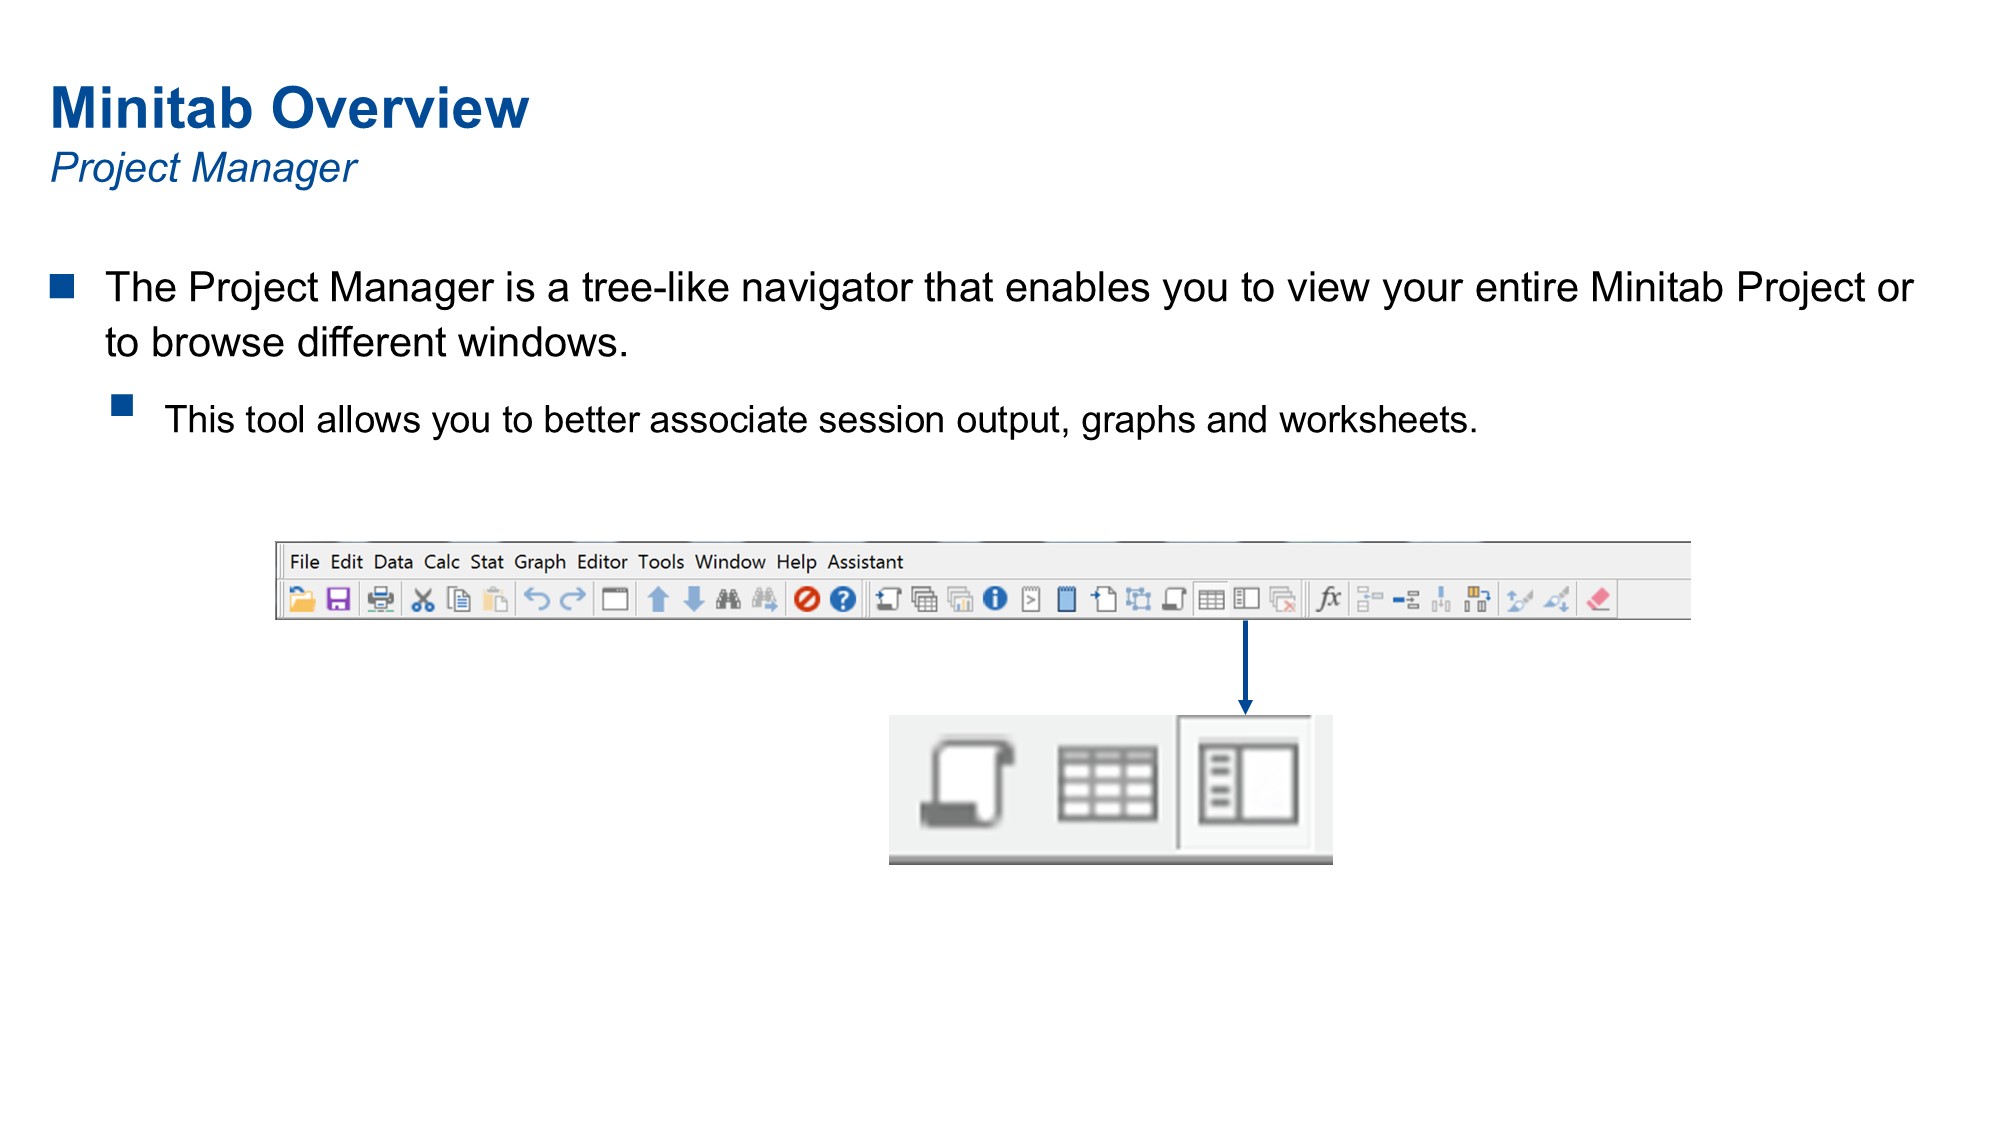 Minitab Overview
Project Manager
The Project Manager is a tree-like navigator that enables you to view your entire Minitab Project or
to browse different windows.
This tool allows you to better associate session output, graphs and worksheets.
File Edit Data Calc Stat Graph Editor Tools Window Help Assistant
fx